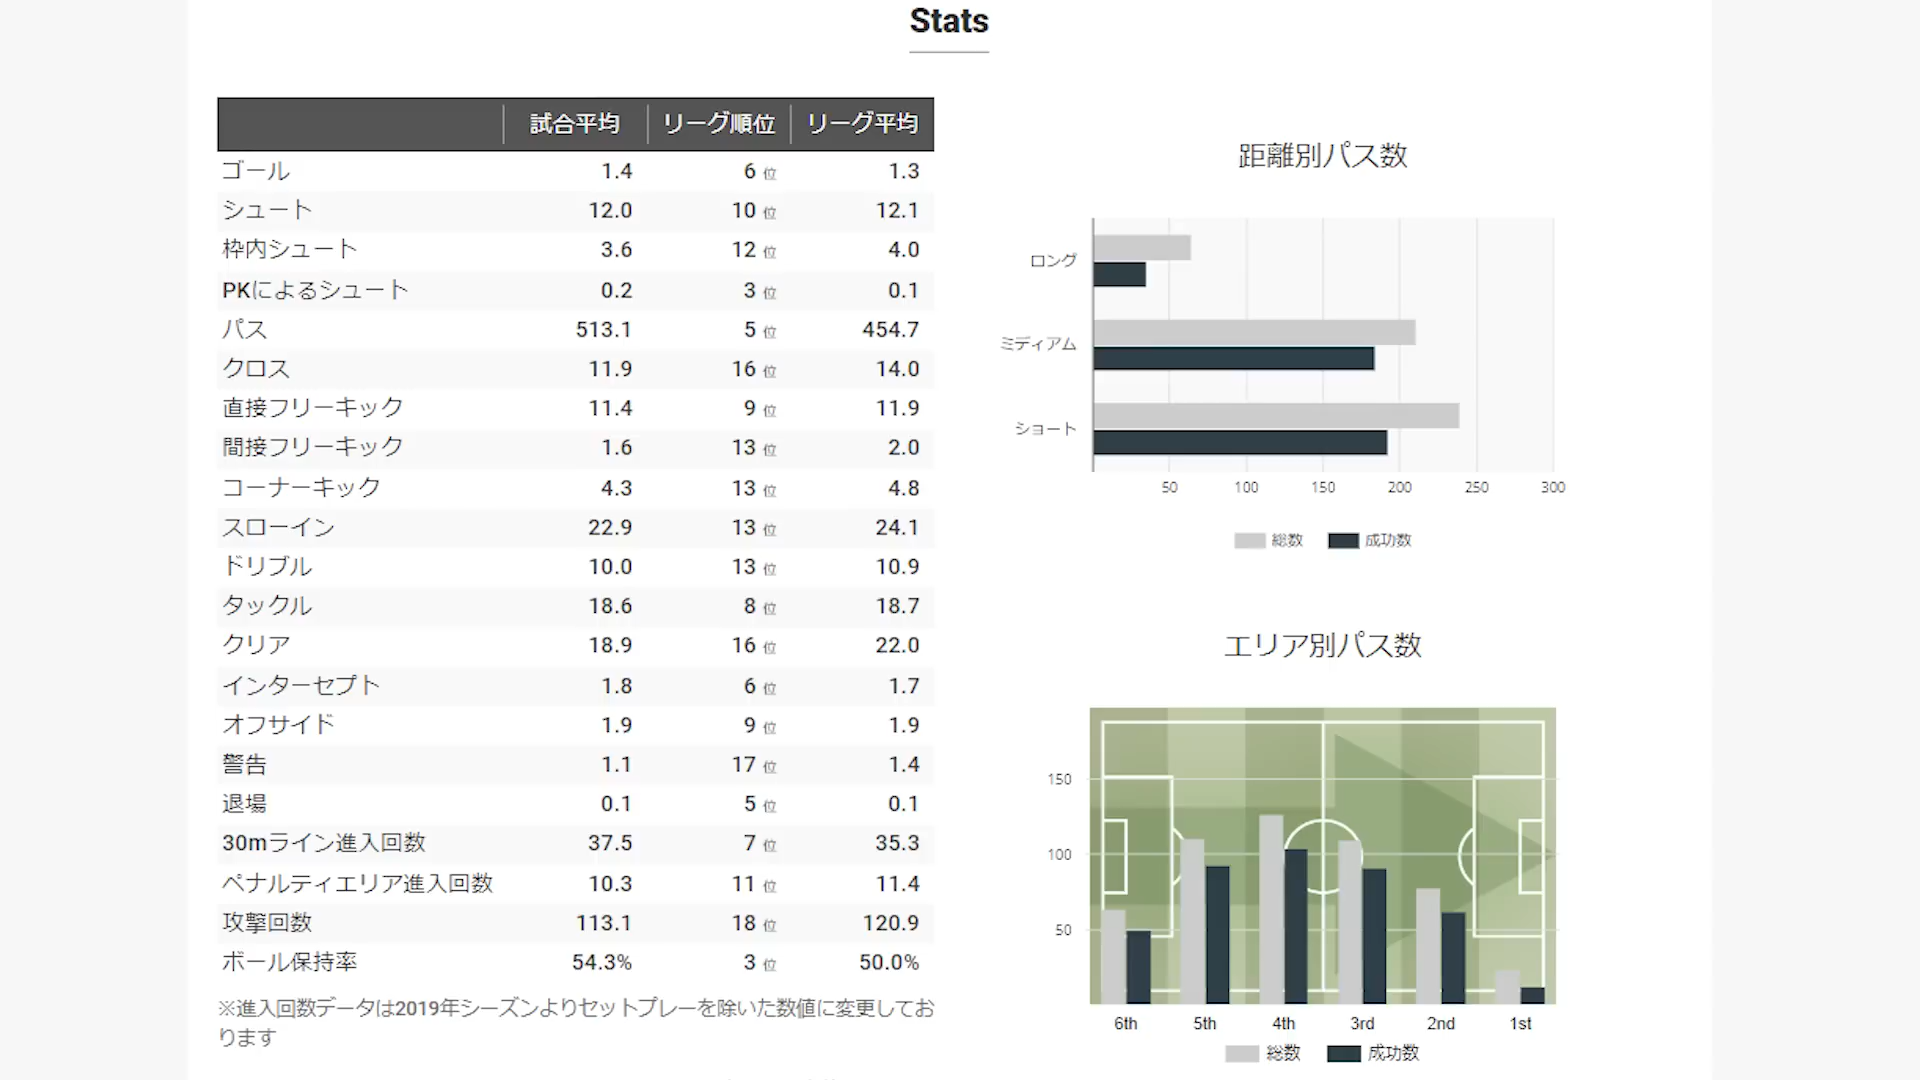 Stats
試合平均 リーグ順位 リーグ平均
ゴール 1.4 6 位 1.3
シュート 12.0 10 位 12.1
枠内シュート 3.6 12 位 4.0
PKによるシュート 0.2 3 位 0.1
パス 513.1 5 位 454.7
クロス 11.9 16 位 14.0
直接フリーキック 11.4 9 位 11.9
間接フリーキック 1.6 13 位 2.0
コーナーキック 4.3 13 位 4.8
スローイン 22.9 13 位 24.1
ドリブル 10.0 13 位 10.9
タックル 18.6 8 位 18.7
クリア 18.9 16 位 22.0
インターセプト 1.8 6 位 1.7
オフサイド 1.9 9 位 1.9
警告 1.1 17 位 1.4
退場 0.1 5 位 0.1
30mライン進入回数 37.5 7 位 35.3
ペナルティエリア進入回数 10.3 11 位 11.4
攻撃回数 113.1 18 位 120.9
ボール保持率 54.3% 3 位 50.0%
※進入回数データは2019年シーズンよりセットプレーを除いた数値に変更してお
ります
距離別パス数
ロング
ミディアム
ショート
50 100 150 200 250 300
総数 成功数
エリア別パス数
150
100
50
6th 5th 4th 3rd 2nd 1st
総数 成功数